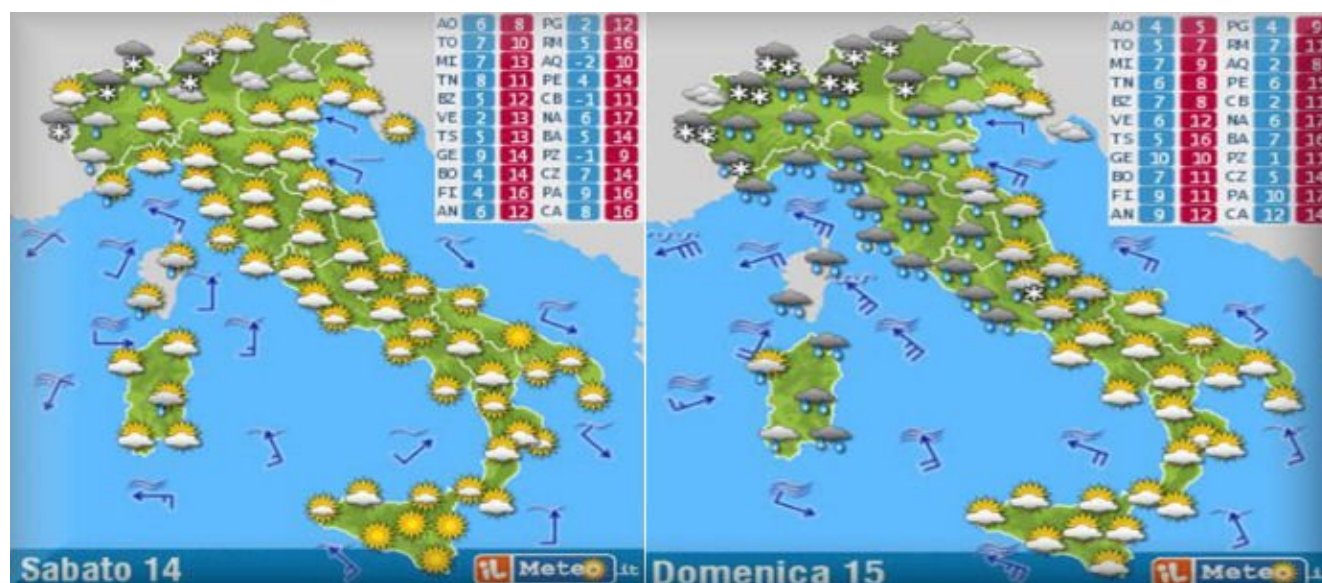 AO 6 8 PG 2 12
TO 7 10 RM 5 16
MI 7 13 AQ -2 10
TN 8 11 PE 4 14
BZ 5 12 CB -1 11
VE 2 13 NA 6 17
TS 5 13 BA 5 14
GE 9 14 PZ -1 9
BO 4 14 CZ 7 14
FI 4 16 PA 9 16
AN 6 12 CA 8 16
Sabato 14
iL Meteo.it
AO 4 5 PG 4 9
TO 5 7 RM 7
MI 7 9 AQ 2 8
TN 6 8 PE 6 15
BZ 7 8 CB 2
VE 6 12 NA 6 17
TS 5 16 BA 7 16
GE 10 10 PZ 1
BO 7 11 CZ 5 14
FI 9 11 PA 10 17
AN 9 12 CA 12 14
Domenica 15
iL Meteo.it